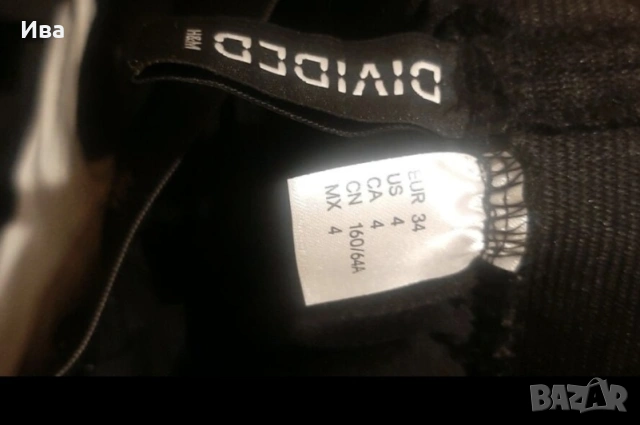 Ива
DIVIDED
H&M
EUR 34
US 4
CA 4
CN 160/64A
MX 4
BAZAR